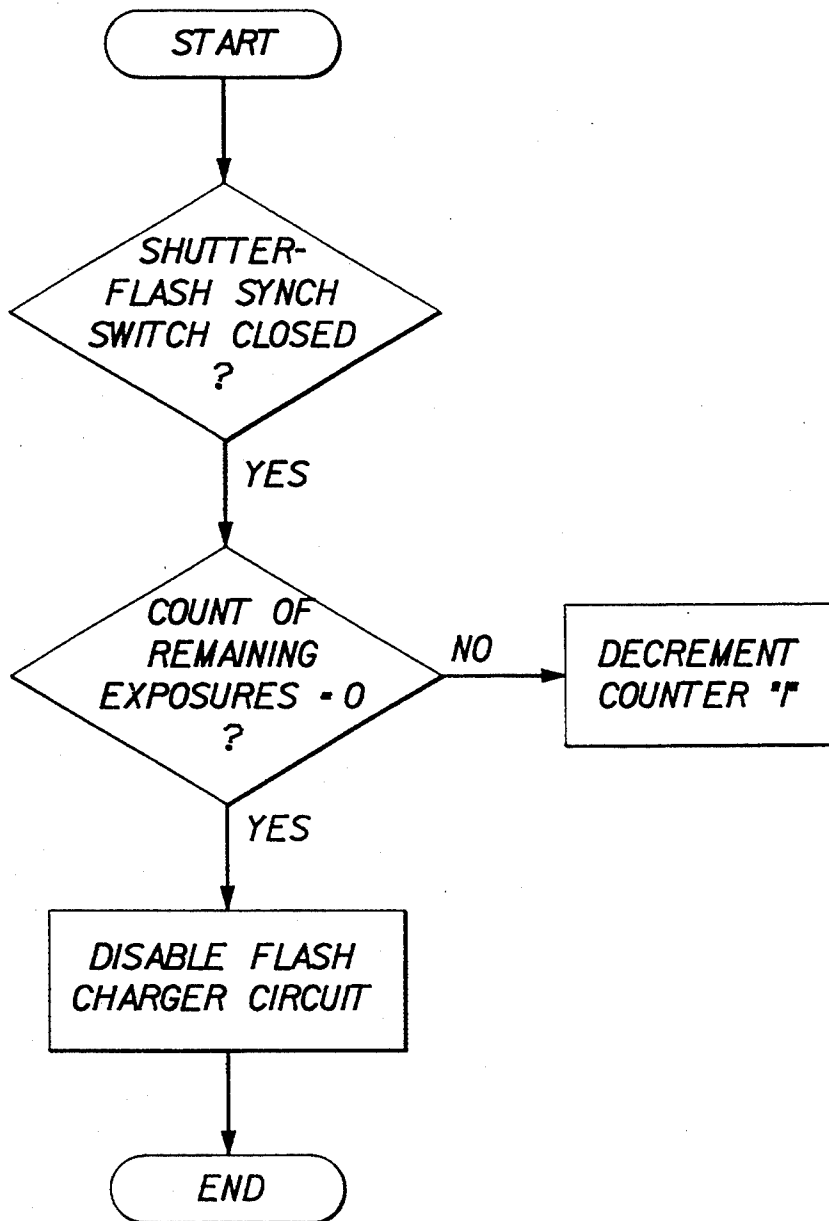 START
SHUTTER-
FLASH SYNCH
SWITCH CLOSED
?
YES
COUNT OF
REMAINING
EXPOSURES = 0
?
NO
DECREMENT
COUNTER "1"
YES
DISABLE FLASH
CHARGER CIRCUIT
END